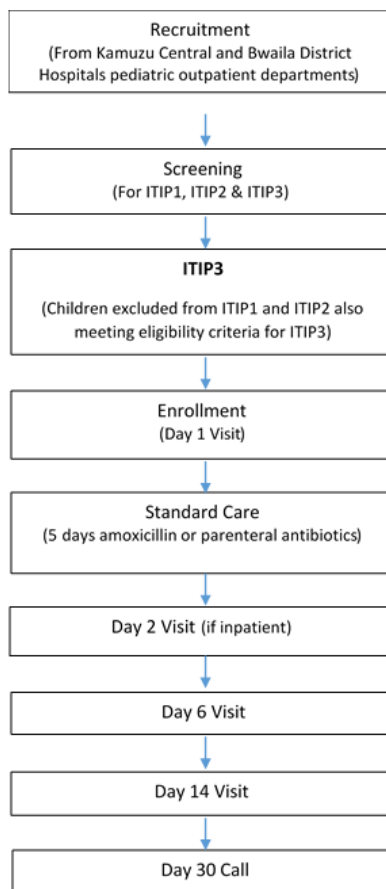 Recruitment
(From Kamuzu Central and Bwaila District
Hospitals pediatric outpatient departments)
Screening
(For ITIP1, ITIP2 & ITIP3)
ITIP3
(Children excluded from ITIP1 and ITIP2 also
meeting eligibility criteria for ITIP3)
Enrollment
(Day 1 Visit)
Standard Care
(5 days amoxicillin or parenteral antibiotics)
Day 2 Visit (if inpatient)
Day 6 Visit
Day 14 Visit
Day 30 Call